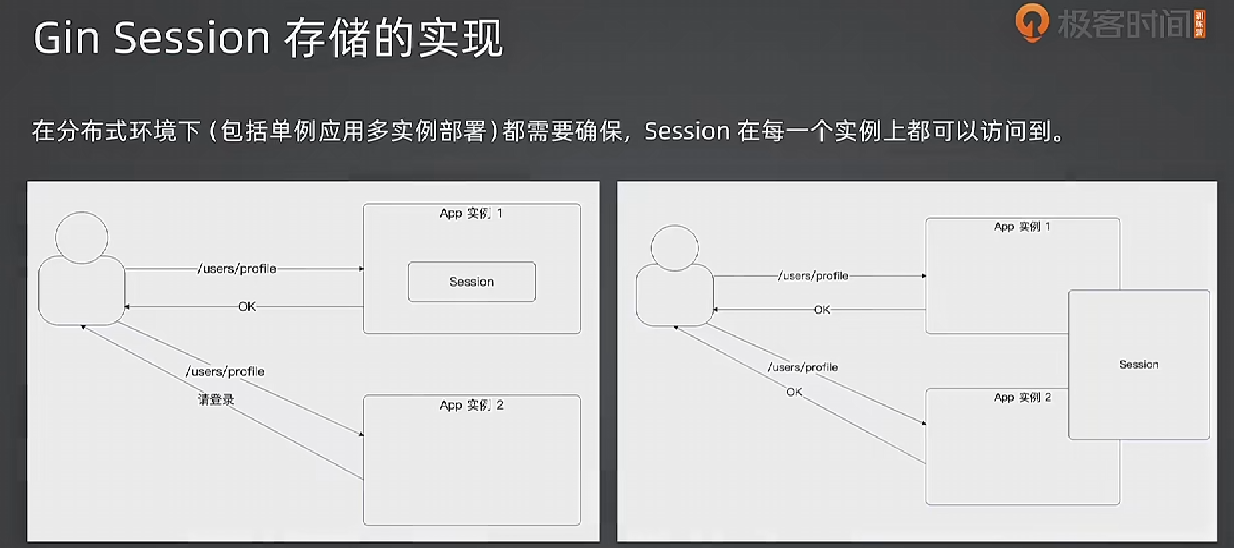 Gin Session 存储的实现
极客时间
训练营
在分布式环境下(包括单例应用多实例部署)都需要确保，Session 在每一个实例上都可以访问到。
App 实例 1
/users/profile
Session
OK
/users/profile
请登录
App 实例 2
App 实例 1
/users/profile
OK
Session
/users/profile
OK
App 实例 2